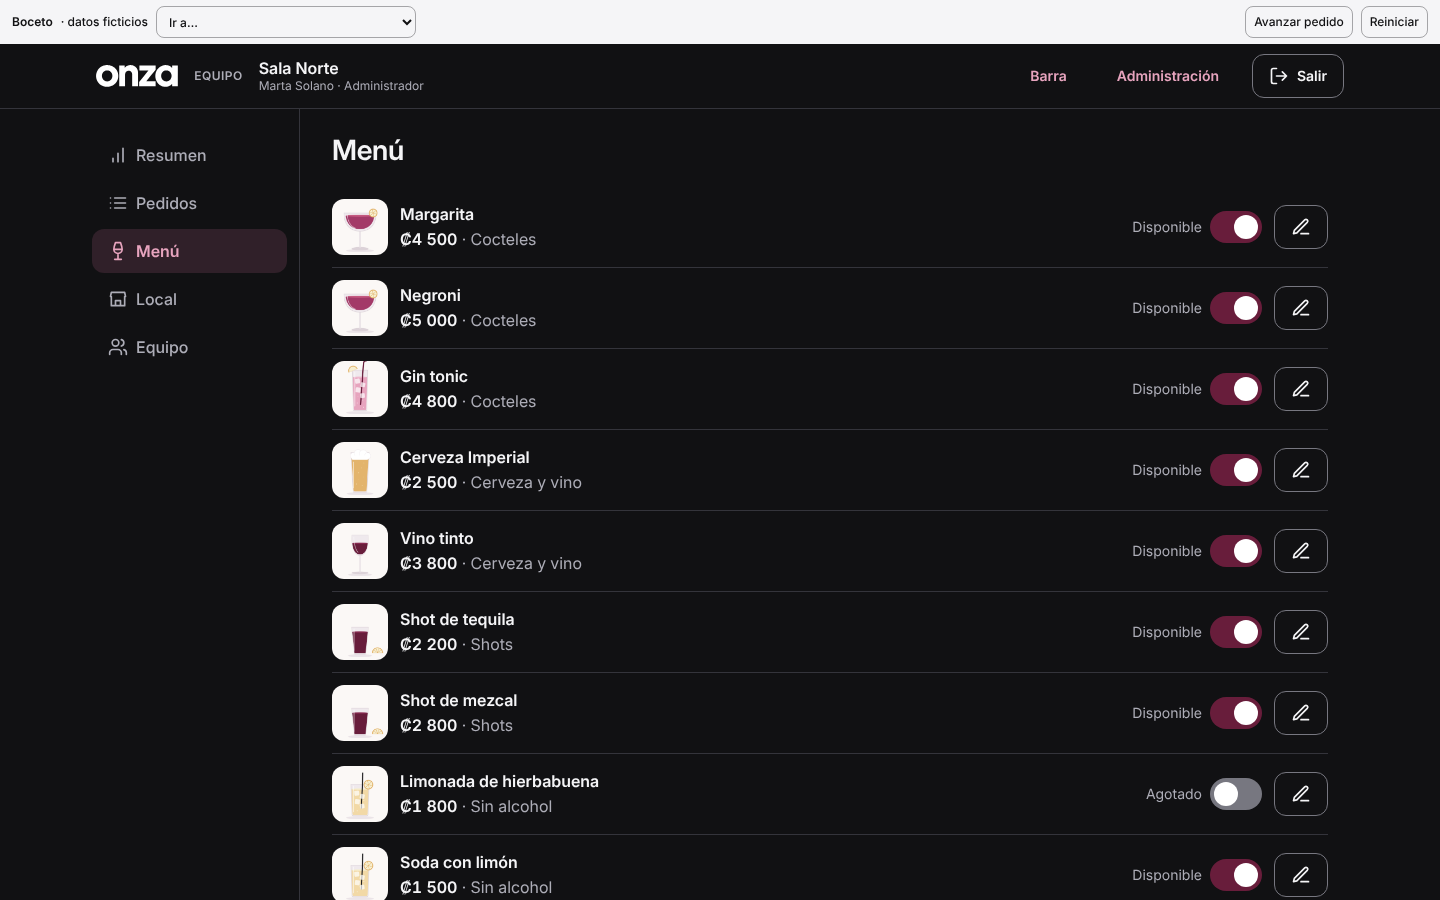 Boceto · datos ficticios Ir a... Avanzar pedido Reiniciar
onza EQUIPO Sala Norte Barra Administración Salir
Marta Solano · Administrador
Resumen
Pedidos
Menú
Local
Equipo
Menú
Margarita
₡4 500 · Cocteles Disponible
Negroni
₡5 000 · Cocteles Disponible
Gin tonic
₡4 800 · Cocteles Disponible
Cerveza Imperial
₡2 500 · Cerveza y vino Disponible
Vino tinto
₡3 800 · Cerveza y vino Disponible
Shot de tequila
₡2 200 · Shots Disponible
Shot de mezcal
₡2 800 · Shots Disponible
Limonada de hierbabuena
₡1 800 · Sin alcohol Agotado
Soda con limón
₡1 500 · Sin alcohol Disponible